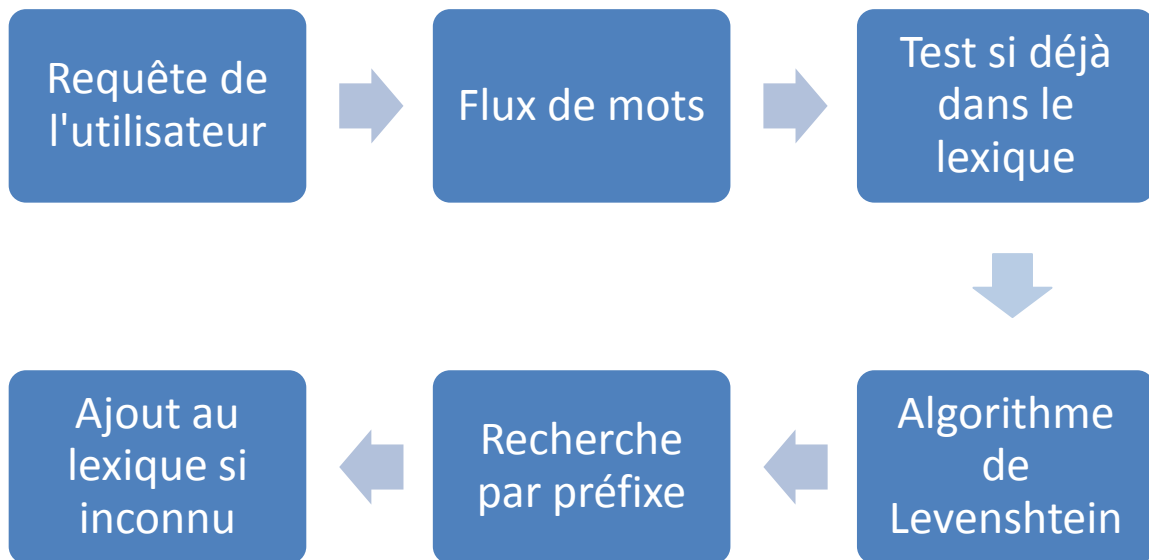 Requête de
l'utilisateur
Flux de mots
Test si déjà
dans le
lexique
Algorithme
de
Levenshtein
Recherche
par préfixe
Ajout au
lexique si
inconnu